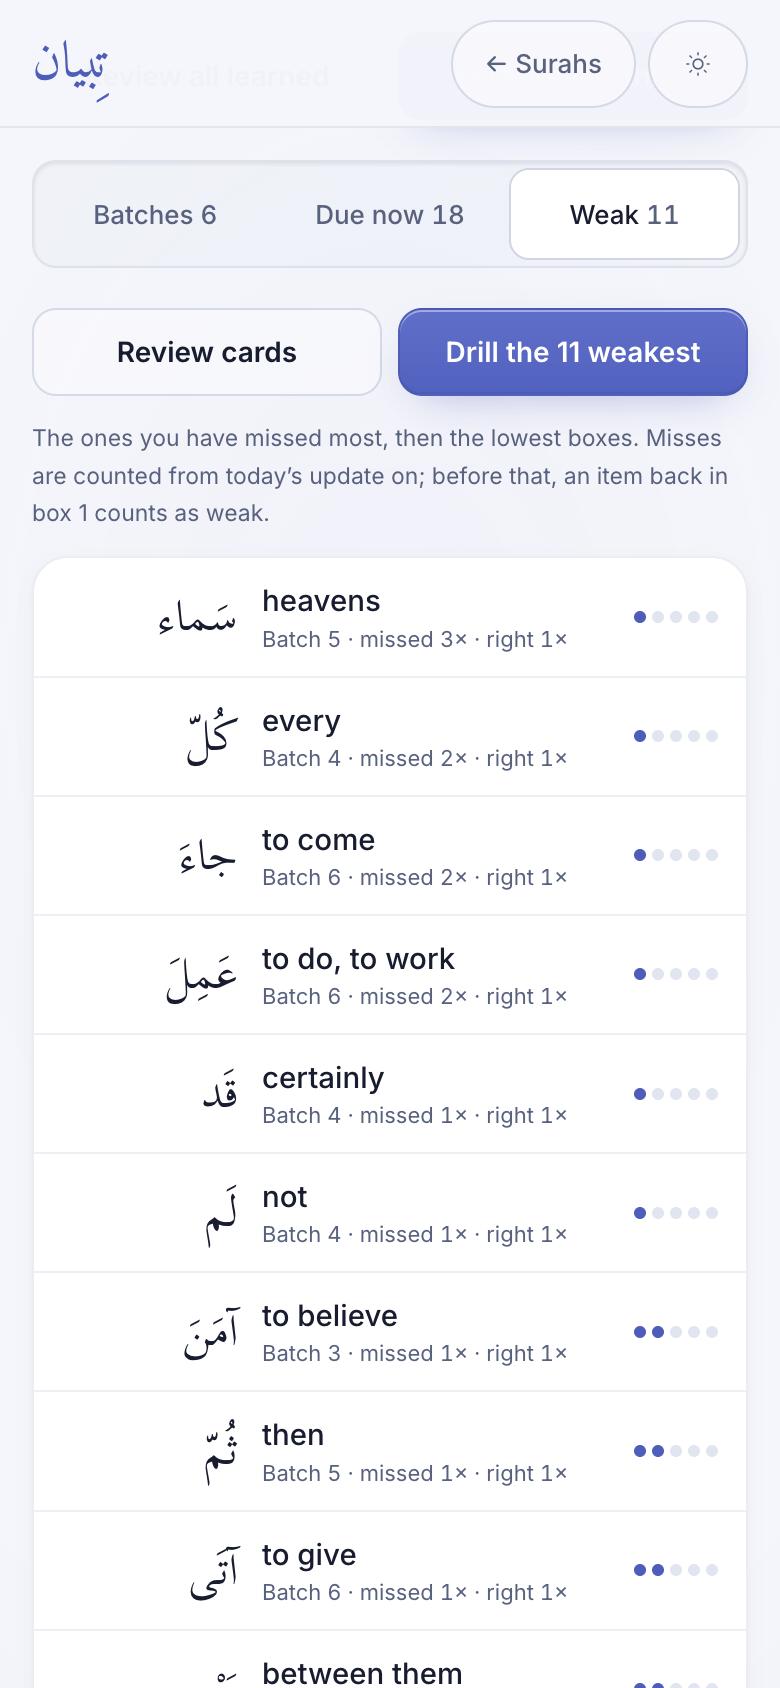 تِبيان
Review all learned
← Surahs
Batches 6
Due now 18
Weak 11
Review cards
Drill the 11 weakest
The ones you have missed most, then the lowest boxes. Misses
are counted from today’s update on; before that, an item back in
box 1 counts as weak.
سَماء
heavens
Batch 5 · missed 3× · right 1×
كُلّ
every
Batch 4 · missed 2× · right 1×
جاءَ
to come
Batch 6 · missed 2× · right 1×
عَمِلَ
to do, to work
Batch 6 · missed 2× · right 1×
قَد
certainly
Batch 4 · missed 1× · right 1×
لَم
not
Batch 4 · missed 1× · right 1×
آمَنَ
to believe
Batch 3 · missed 1× · right 1×
ثُمّ
then
Batch 5 · missed 1× · right 1×
آتَى
to give
Batch 6 · missed 1× · right 1×
between them